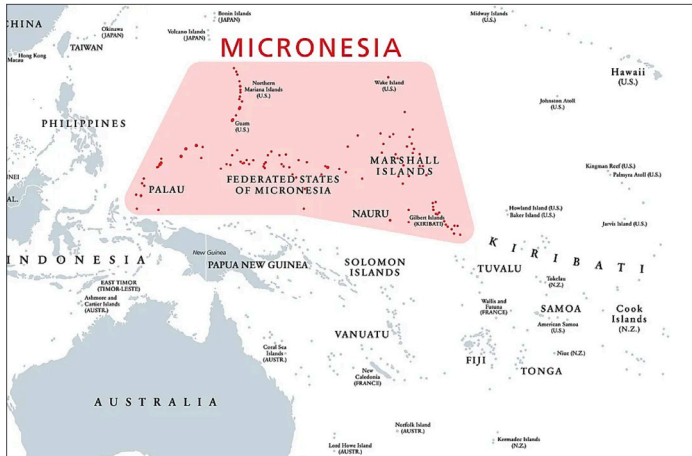 Bonin Islands
(JAPAN)
Midway Islands
(U.S.)
CHINA
Okinawa
(JAPAN)
Volcano Islands
(JAPAN)
TAIWAN
Hong Kong
Macau
MICRONESIA
Hawaii
(U.S.)
Northern
Mariana Islands
(U.S.)
Wake Island
(U.S.)
Johnston Atoll
(U.S.)
Guam
(U.S.)
PHILIPPINES
MARSHALL
ISLANDS
Kingman Reef (U.S.)
Palmyra Atoll (U.S.)
NEI
FEDERATED STATES
OF MICRONESIA
PALAU
AL.
NAURU
Gilbert Islands
(KIRIBATI)
Howland Island (U.S.)
Baker Island (U.S.)
Jarvis Island (U.S.)
KIRIBATI
INDONESIA
New Guinea
PAPUA NEW GUINEA
SOLOMON
ISLANDS
TUVALU
Tokelau
(N.Z.)
EAST TIMOR
(TIMOR-LESTE)
Ashmore and
Cartier Islands
(AUSTR.)
Wallis and
Futuna
(FRANCE)
SAMOA
American Samoa
(U.S.)
Cook
Islands
(N.Z.)
VANUATU
Coral Sea
Islands
(AUSTR.)
FIJI
Niue (N.Z.)
TONGA
New
Caledonia
(FRANCE)
AUSTRALIA
Norfolk Island
(AUSTR.)
Lord Howe Island
(AUSTR.)
Kermadec Islands
(N.Z.)